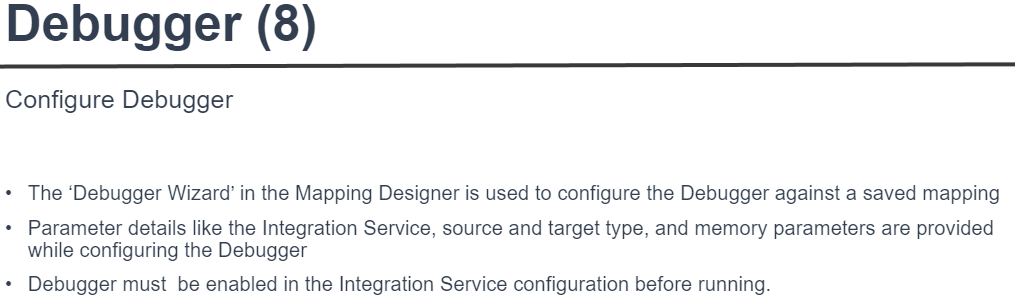 Debugger (8)
Configure Debugger
• The ‘Debugger Wizard’ in the Mapping Designer is used to configure the Debugger against a saved mapping
• Parameter details like the Integration Service, source and target type, and memory parameters are provided
while configuring the Debugger
• Debugger must  be enabled in the Integration Service configuration before running.